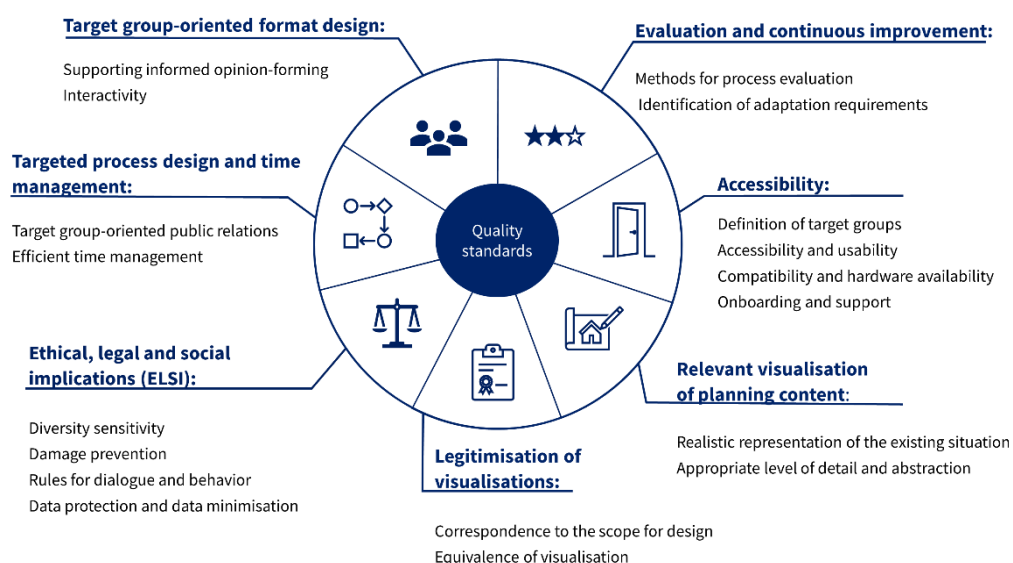 Target group-oriented format design:
Supporting informed opinion-forming
Interactivity
Evaluation and continuous improvement:
Methods for process evaluation
Identification of adaptation requirements
Targeted process design and time
management:
Target group-oriented public relations
Efficient time management
Accessibility:
Definition of target groups
Accessibility and usability
Compatibility and hardware availability
Onboarding and support
Quality
standards
Ethical, legal and social
implications (ELSI):
Diversity sensitivity
Damage prevention
Rules for dialogue and behavior
Data protection and data minimisation
Relevant visualisation
of planning content:
Realistic representation of the existing situation
Appropriate level of detail and abstraction
Legitimisation of
visualisations:
Correspondence to the scope for design
Equivalence of visualisation